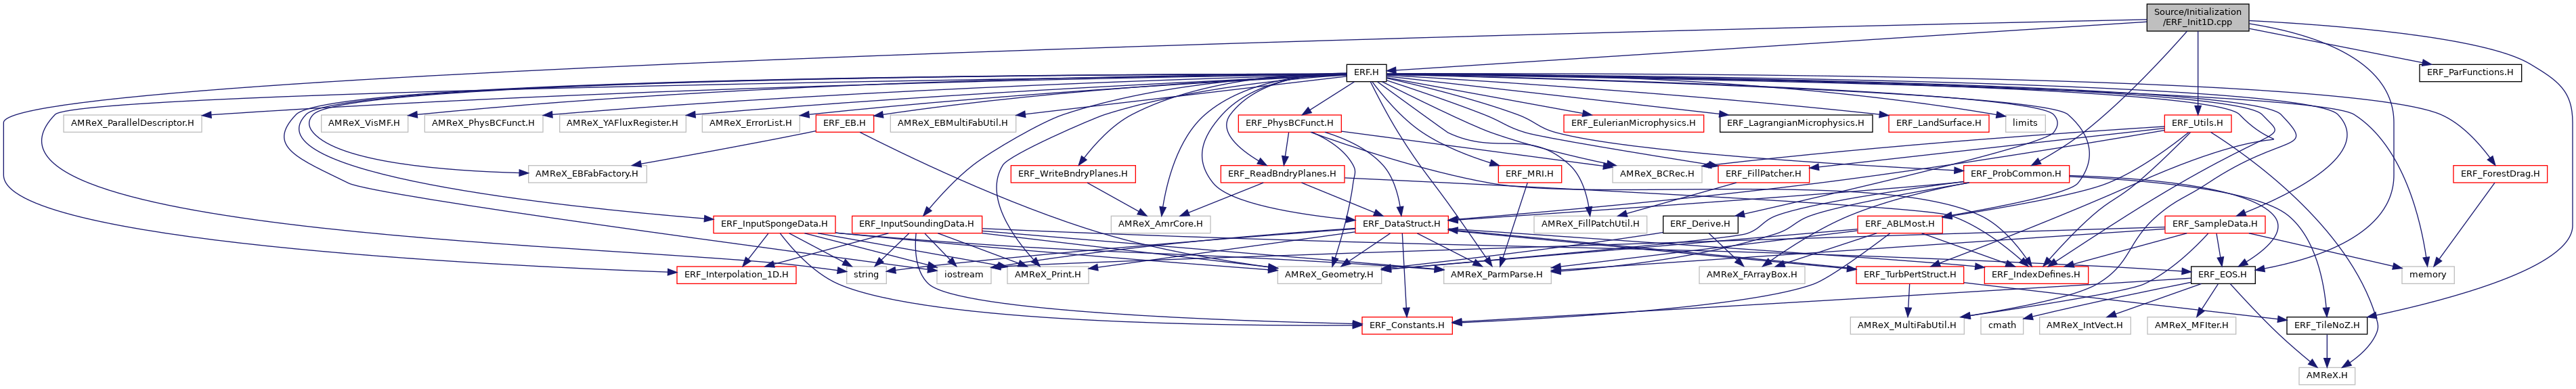 Source/Initialization
/ERF_Init1D.cpp
ERF.H
ERF_ParFunctions.H
AMReX_ParallelDescriptor.H
AMReX_VisMF.H
AMReX_PhysBCFunct.H
AMReX_YAFluxRegister.H
AMReX_ErrorList.H
ERF_EB.H
AMReX_EBMultiFabUtil.H
ERF_PhysBCFunct.H
ERF_EulerianMicrophysics.H
ERF_LagrangianMicrophysics.H
ERF_LandSurface.H
limits
ERF_Utils.H
AMReX_EBFabFactory.H
ERF_WriteBndryPlanes.H
ERF_ReadBndryPlanes.H
ERF_MRI.H
AMReX_BCRec.H
ERF_FillPatcher.H
ERF_ProbCommon.H
ERF_ForestDrag.H
ERF_InputSpongeData.H
ERF_InputSoundingData.H
AMReX_AmrCore.H
ERF_DataStruct.H
AMReX_FillPatchUtil.H
ERF_Derive.H
ERF_ABLMost.H
ERF_SampleData.H
ERF_Interpolation_1D.H
string
iostream
AMReX_Print.H
AMReX_Geometry.H
AMReX_ParmParse.H
AMReX_FArrayBox.H
ERF_TurbPertStruct.H
ERF_IndexDefines.H
ERF_EOS.H
memory
ERF_Constants.H
AMReX_MultiFabUtil.H
cmath
AMReX_IntVect.H
AMReX_MFIter.H
ERF_TileNoZ.H
AMReX.H